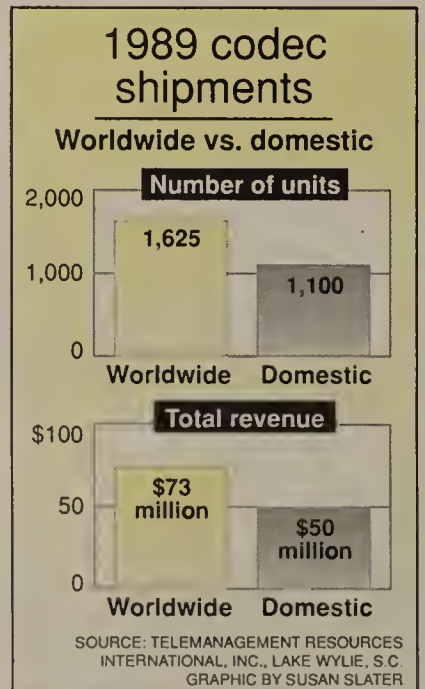 1989 codec
shipments
Worldwide vs. domestic
Number of units
2,000
1,625
1,000
1,100
0
Worldwide Domestic
Total revenue
$100
$73
million
50
$50
million
0
Worldwide Domestic
SOURCE: TELEMANAGEMENT RESOURCES
INTERNATIONAL, INC., LAKE WYLIE, S.C.
GRAPHIC BY SUSAN SLATER